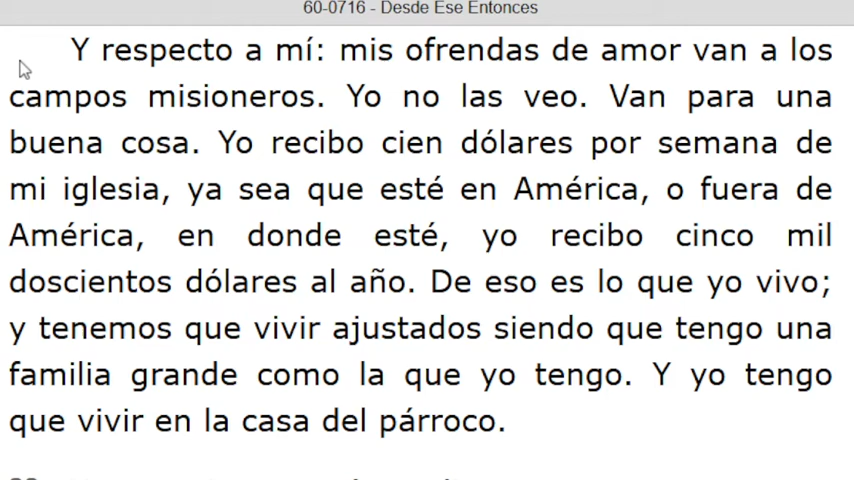 60-0716 - Desde Ese Entonces
Y respecto a mí: mis ofrendas de amor van a los
campos misioneros. Yo no las veo. Van para una
buena cosa. Yo recibo cien dólares por semana de
mi iglesia, ya sea que esté en América, o fuera de
América, en donde esté, yo recibo cinco mil
doscientos dólares al año. De eso es lo que yo vivo;
y tenemos que vivir ajustados siendo que tengo una
familia grande como la que yo tengo. Y yo tengo
que vivir en la casa del párroco.